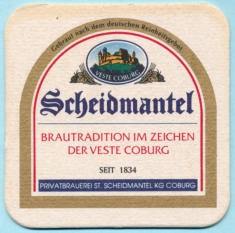 Gebraut nach dem deutschen Reinheitsgebot
VESTE COBURG
Scheidmantel
BRAUTRADITION IM ZEICHEN
DER VESTE COBURG
SEIT 1834
PRIVATBRAUEREI ST. SCHEIDMANTEL KG COBURG